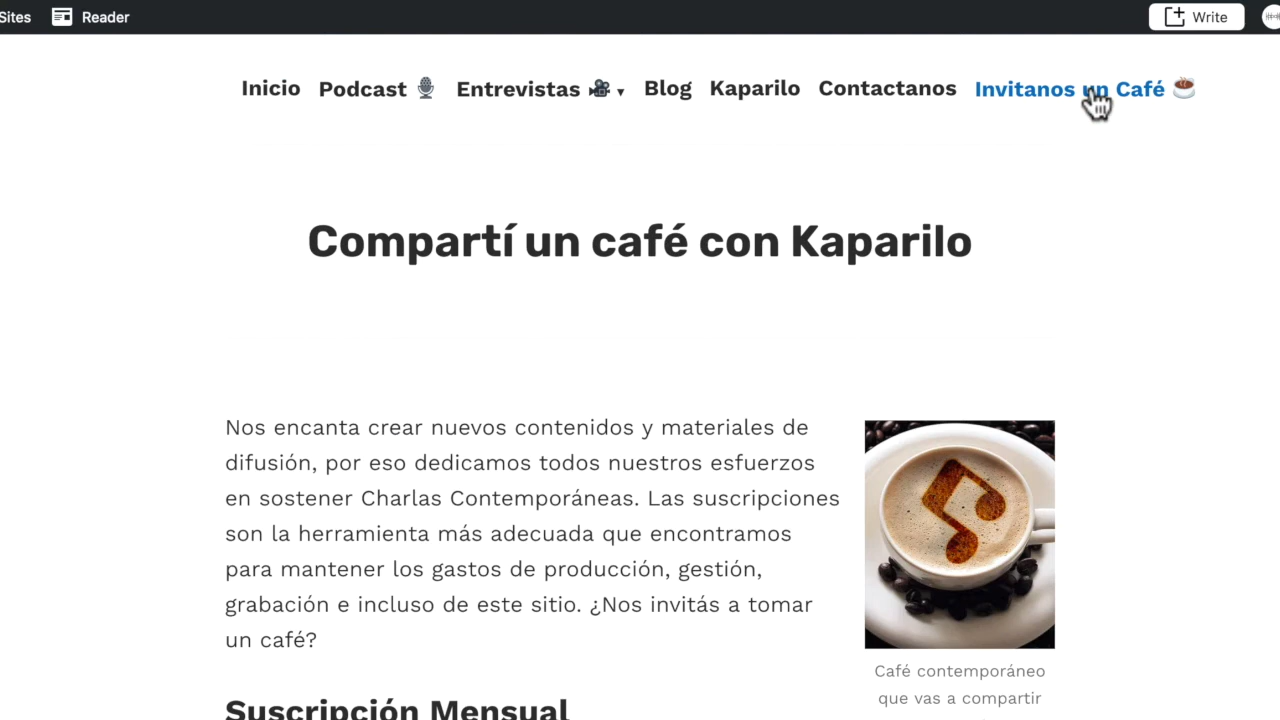 Sites Reader Write
Inicio Podcast Entrevistas Blog Kaparilo Contactanos Invitanos un Café
Compartí un café con Kaparilo
Nos encanta crear nuevos contenidos y materiales de
difusión, por eso dedicamos todos nuestros esfuerzos
en sostener Charlas Contemporáneas. Las suscripciones
son la herramienta más adecuada que encontramos
para mantener los gastos de producción, gestión,
grabación e incluso de este sitio. ¿Nos invitás a tomar
un café?
Café contemporáneo
que vas a compartir
Suscripción Mensual